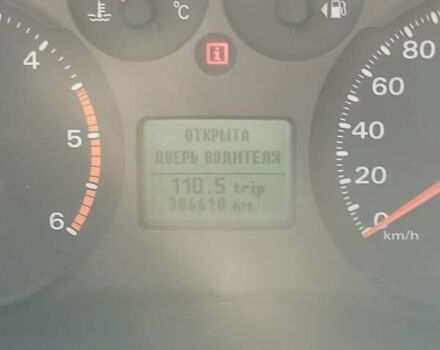 °C
4
5
6
i
ОТКРЫТА
ДВЕРЬ ВОДИТЕЛЯ
110.5 trip
386610 км
80
60
40
20
0
km/h